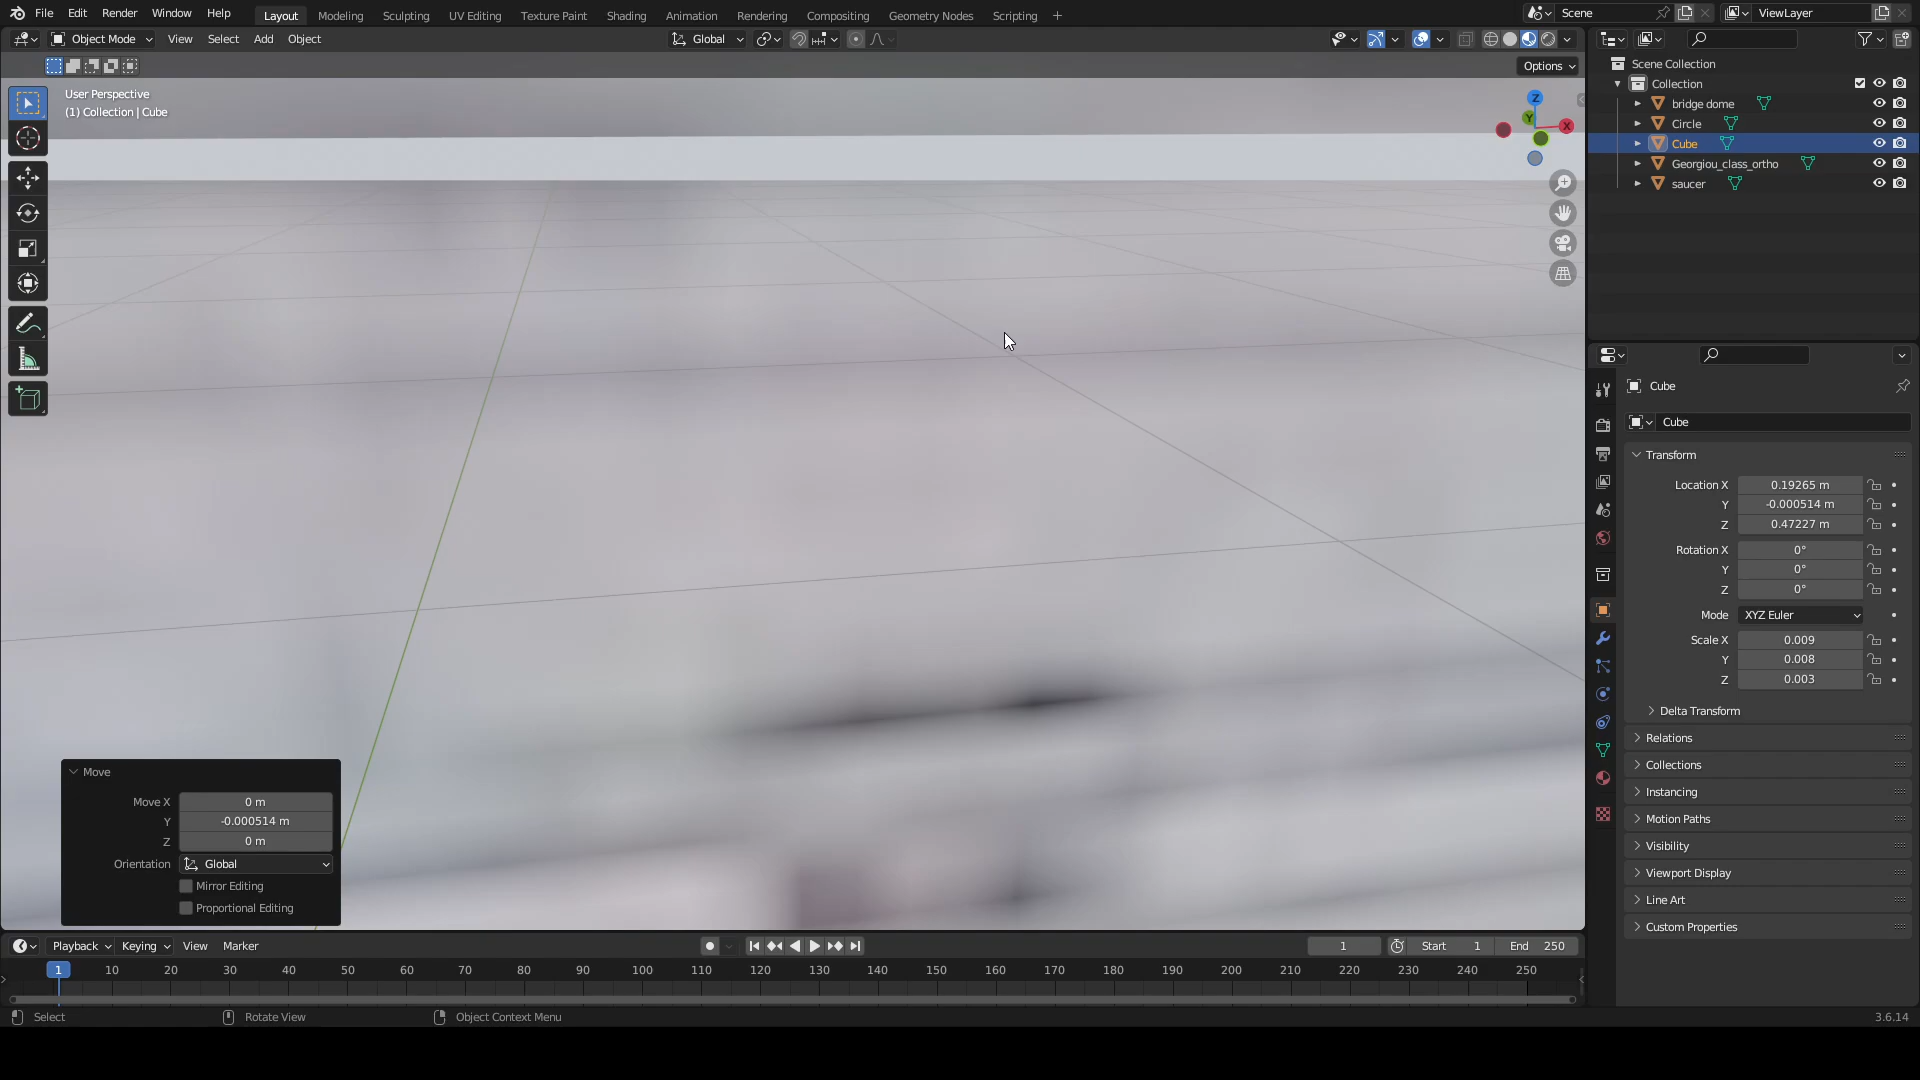 File Edit Render Window Help Layout Modeling Sculpting UV Editing Texture Paint Shading Animation Rendering Compositing Geometry Nodes Scripting + Scene ViewLayer
Object Mode View Select Add Object Global
Options
User Perspective
(1) Collection | Cube
Z
Y
X
Scene Collection
Collection
bridge dome
Circle
Cube
Georgiou_class_ortho
saucer
Cube
Cube
Transform
Location X 0.19265 m
Y -0.000514 m
Z 0.47227 m
Rotation X 0°
Y 0°
Z 0°
Mode XYZ Euler
Scale X 0.009
Y 0.008
Z 0.003
Delta Transform
Relations
Collections
Instancing
Motion Paths
Visibility
Viewport Display
Line Art
Custom Properties
Move
Move X 0 m
Y -0.000514 m
Z 0 m
Orientation Global
Mirror Editing
Proportional Editing
Playback Keying View Marker 1 Start 1 End 250
1 10 20 30 40 50 60 70 80 90 100 110 120 130 140 150 160 170 180 190 200 210 220 230 240 250
Select Rotate View Object Context Menu 3.6.14